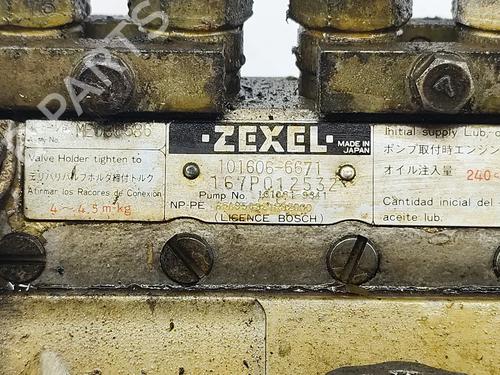 Valve Holder tighten to
デリバリバルブホルダ締付トルク
Afirmar los Racores de Conexión
4〜4.5m-kg
·ZEXEL·
MADE IN JAPAN
101606-6671
167P012532
Pump No.
NP-PE
(LICENCE BOSCH)
Initial supply Lub,
ポンプ取付時エンジン
オイル注入量 240
Cantidad inicial del
aceite lub.
PARTS